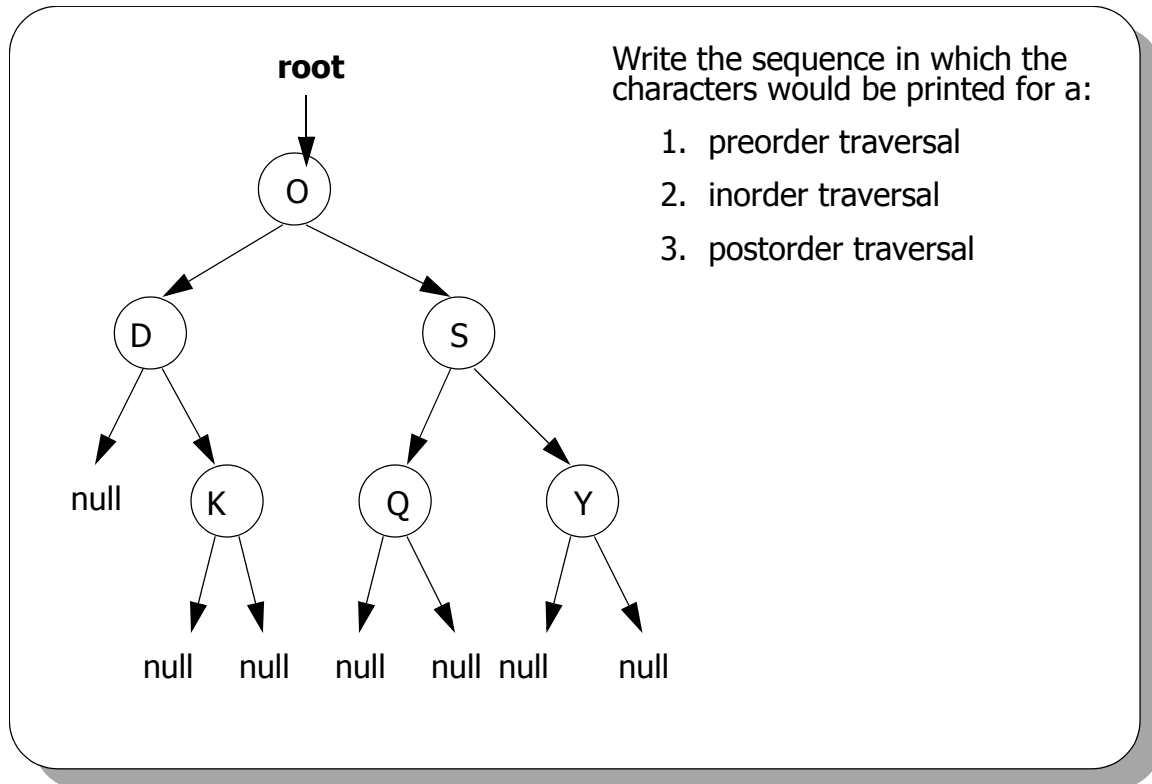 root
Write the sequence in which the
characters would be printed for a:
1. preorder traversal
2. inorder traversal
3. postorder traversal
O
D
S
null
K
Q
Y
null
null
null
null
null
null